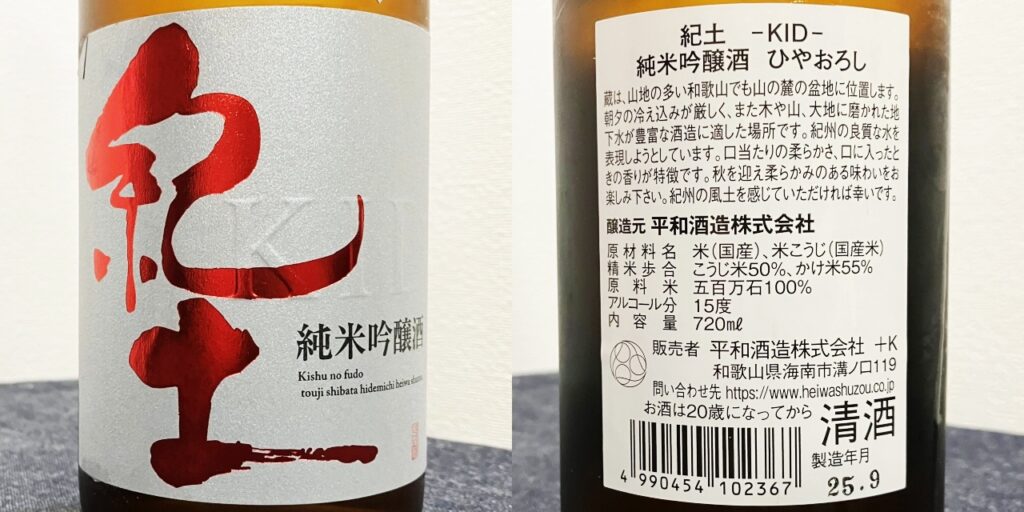 紀土
KI
純米吟醸酒
Kishu no fudo
touji shibata hidemichi heiwa shuzou
紀土 -KID-
純米吟醸酒 ひやおろし
蔵は、山地の多い和歌山でも山の麓の盆地に位置します。
朝夕の冷え込みが厳しく、また木や山、大地に磨かれた地
下水が豊富な酒造に適した場所です。紀州の良質な水を
表現しようとしています。口当たりの柔らかさ、口に入ったと
きの香りが特徴です。秋を迎え柔らかみのある味わいをお
楽しみ下さい。紀州の風土を感じていただければ幸いです。
醸造元 平和酒造株式会社
原材料名 米(国産)、米こうじ(国産米)
精米歩合 こうじ米50%、かけ米55%
原料米 五百万石100%
アルコール分 15度
内容量 720㎖
販売者 平和酒造株式会社 +K
和歌山県海南市溝ノ口119
問い合わせ先 https://www.heiwashuzou.co.jp
お酒は20歳になってから
清酒
製造年月
25.9
4 990454 102367